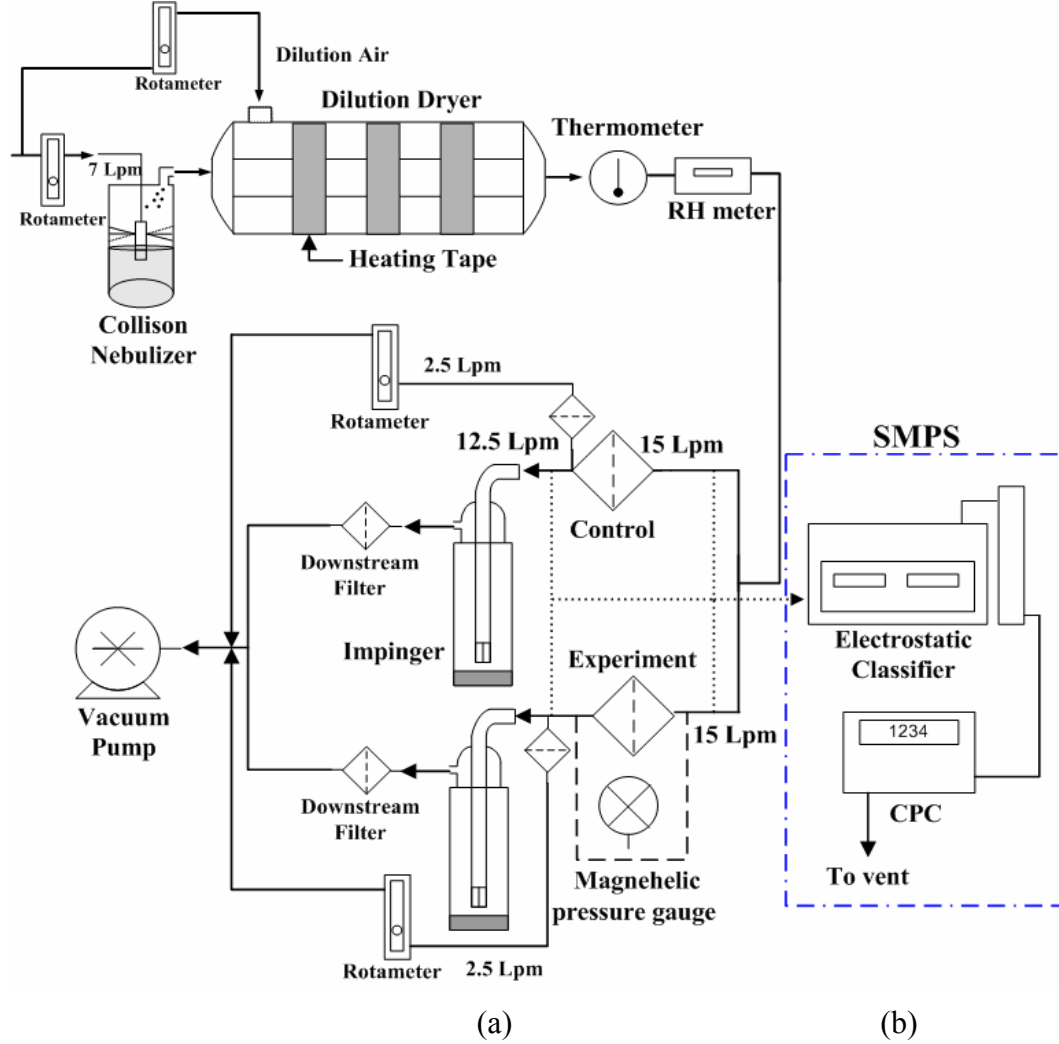 Dilution Air
Rotameter
Dilution Dryer
Thermometer
7 Lpm
Rotameter
RH meter
Heating Tape
Collison
Nebulizer
2.5 Lpm
Rotameter
12.5 Lpm
15 Lpm
SMPS
Control
Downstream
Filter
Impinger
Experiment
Electrostatic
Classifier
Vacuum
Pump
15 Lpm
1234
Downstream
Filter
CPC
Magnehelic
pressure gauge
To vent
Rotameter
2.5 Lpm
(a)
(b)